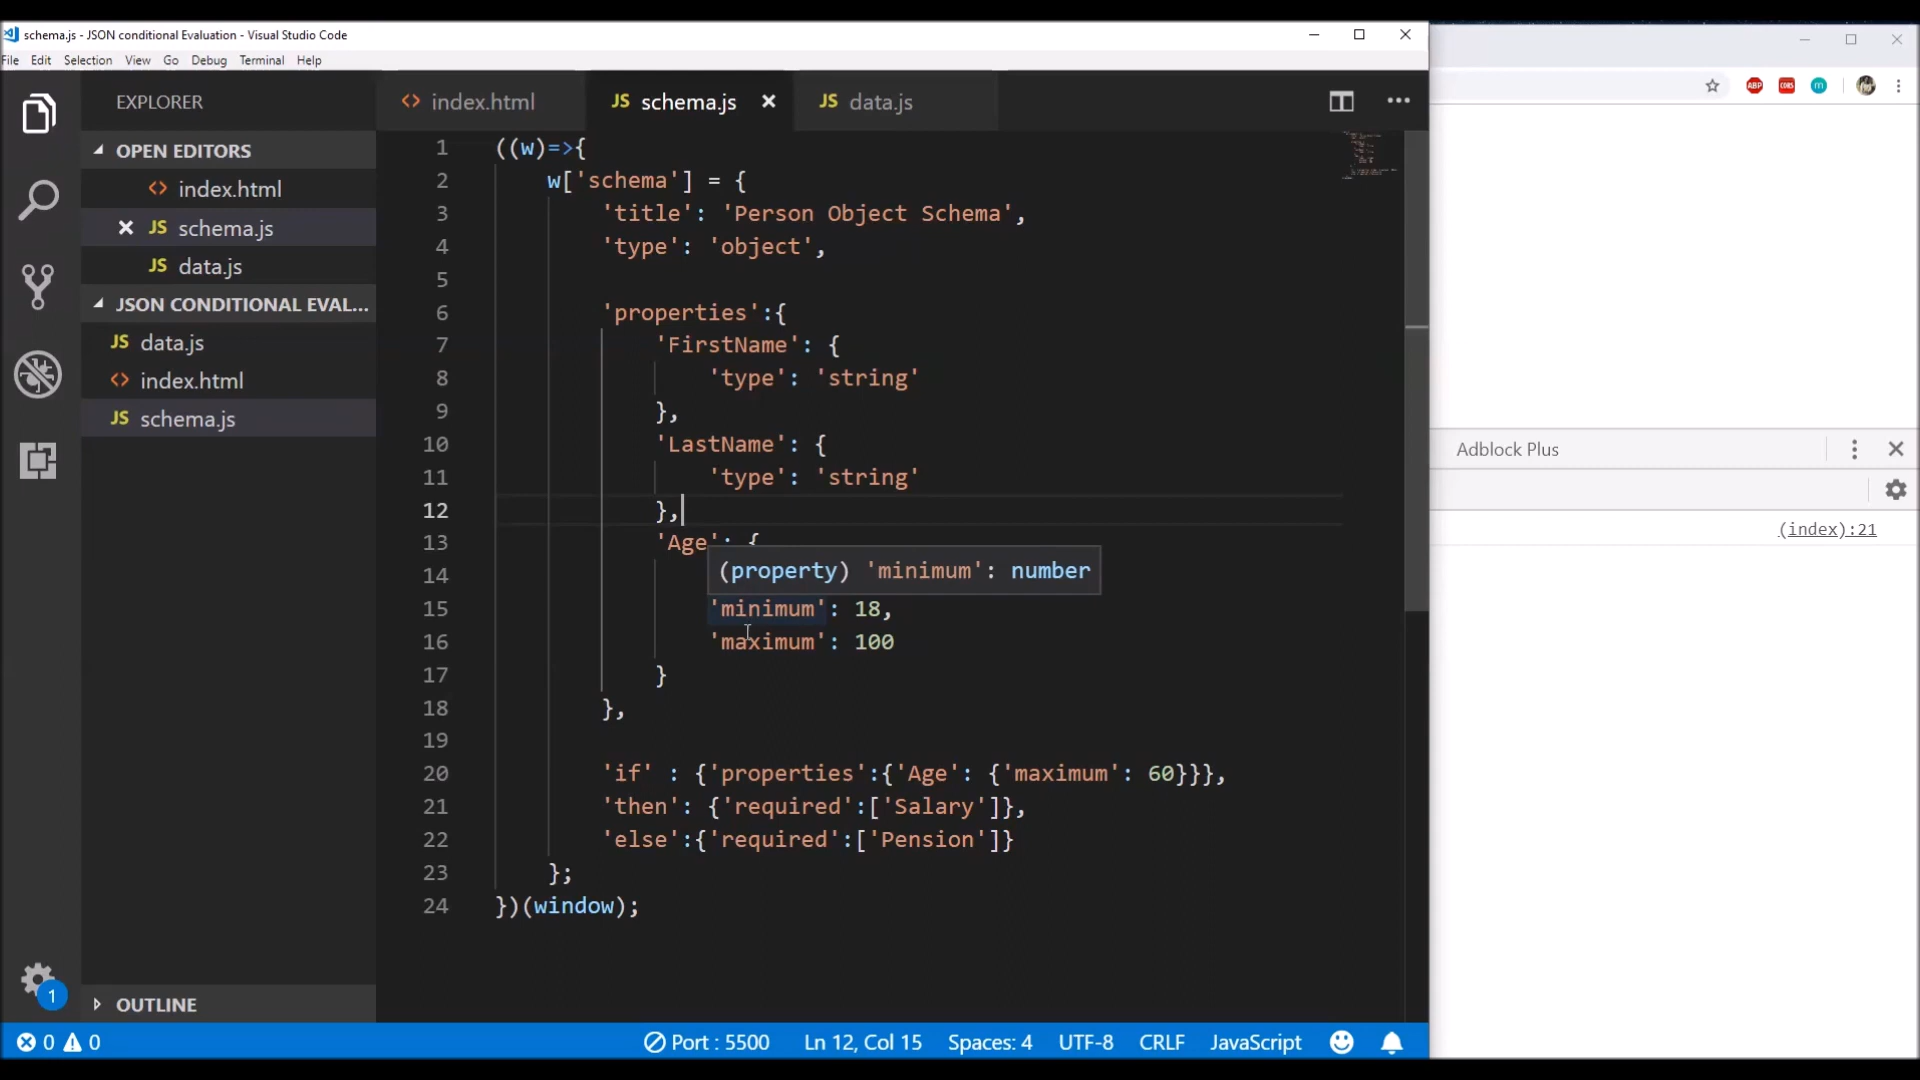 schema.js - JSON conditional Evaluation - Visual Studio Code
File Edit Selection View Go Debug Terminal Help
EXPLORER
OPEN EDITORS
index.html
schema.js
data.js
JSON CONDITIONAL EVAL...
data.js
index.html
schema.js
OUTLINE
1
index.html
JS schema.js
JS data.js
1 ((w)=>{
2 w['schema'] = {
3 'title': 'Person Object Schema',
4 'type': 'object',
5
6 'properties':{
7 'FirstName': {
8 'type': 'string'
9 },
10 'LastName': {
11 'type': 'string'
12 },
13 'Age': {
14 (property) 'minimum': number
15 'minimum': 18,
16 'maximum': 100
17 }
18 },
19
20 'if' : {'properties':{'Age': {'maximum': 60}}},
21 'then': {'required':['Salary']},
22 'else':{'required':['Pension']}
23 };
24 })(window);
ABP CORS m
Adblock Plus
(index):21
0 0
Port : 5500 Ln 12, Col 15 Spaces: 4 UTF-8 CRLF JavaScript